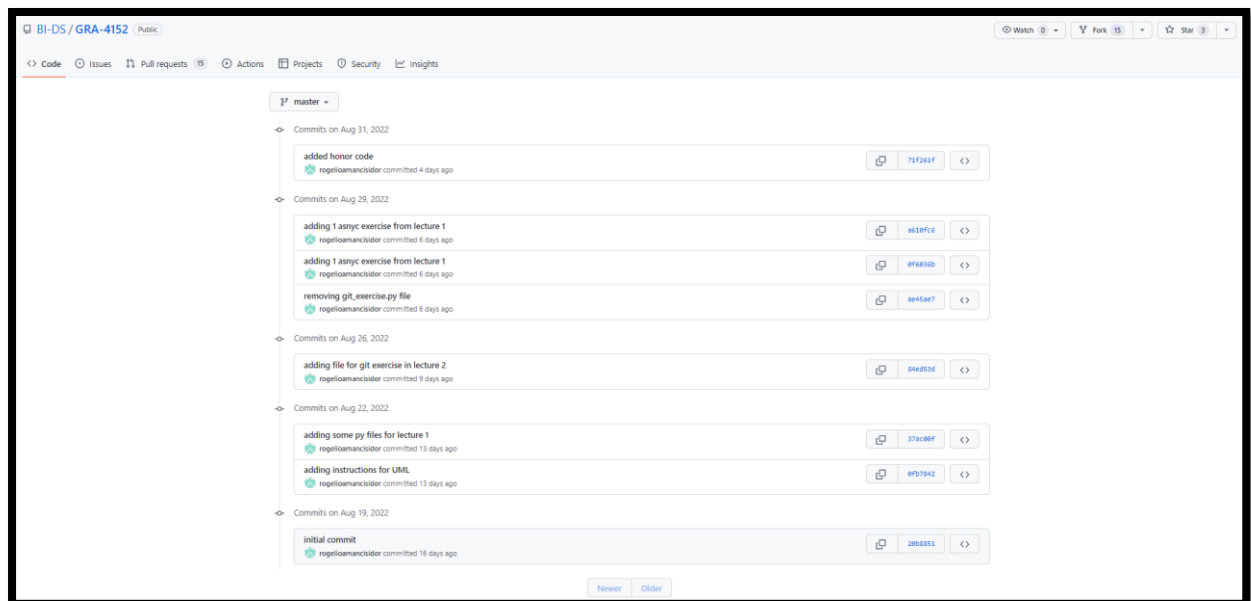 BI-DS / GRA-4152 Public
Watch 0 Fork 15 Star 3
Code Issues Pull requests 15 Actions Projects Security Insights
master
Commits on Aug 31, 2022
added honor code
71f261f
rogelioamancisidor committed 4 days ago
Commits on Aug 29, 2022
adding 1 asnyc exercise from lecture 1
a610fc6
rogelioamancisidor committed 6 days ago
adding 1 asnyc exercise from lecture 1
0f6036b
rogelioamancisidor committed 6 days ago
removing git_exercise.py file
ae45ae7
rogelioamancisidor committed 6 days ago
Commits on Aug 26, 2022
adding file for git exercise in lecture 2
84ed53d
rogelioamancisidor committed 9 days ago
Commits on Aug 22, 2022
adding some py files for lecture 1
37ac00f
rogelioamancisidor committed 13 days ago
adding instructions for UML
0fb7842
rogelioamancisidor committed 13 days ago
Commits on Aug 19, 2022
initial commit
20b8851
rogelioamancisidor committed 16 days ago
Newer Older